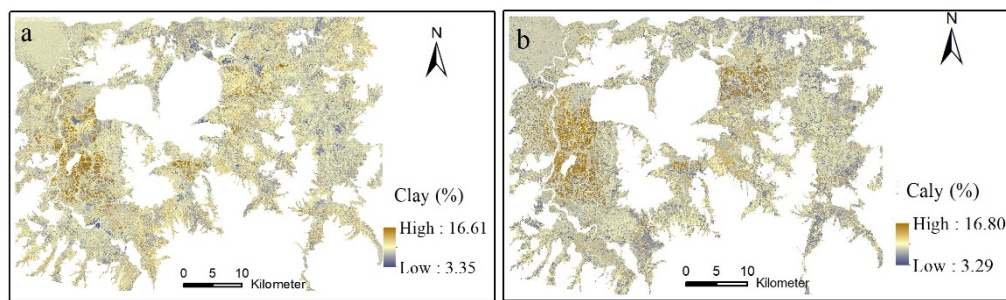 a
N
Clay (%)
High : 16.61
Low : 3.35
0 5 10
Kilometer
b
N
Caly (%)
High : 16.80
Low : 3.29
0 5 10
Kilometer